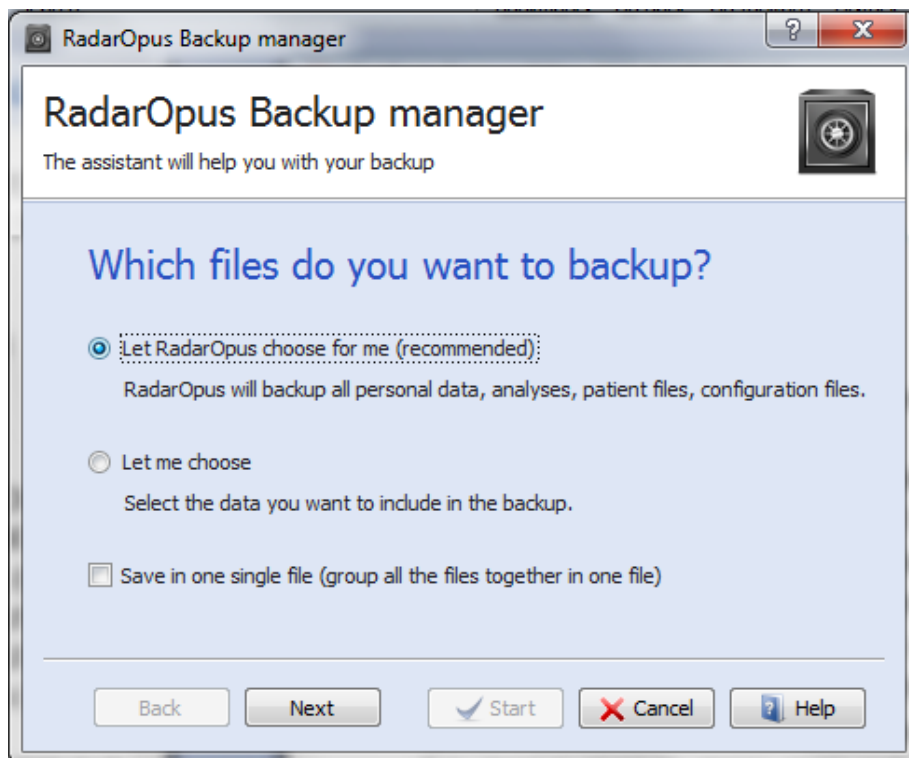 RadarOpus Backup manager
?
RadarOpus Backup manager
The assistant will help you with your backup
Which files do you want to backup?
Let RadarOpus choose for me (recommended)
RadarOpus will backup all personal data, analyses, patient files, configuration files.
Let me choose
Select the data you want to include in the backup.
Save in one single file (group all the files together in one file)
Back Next Start Cancel Help